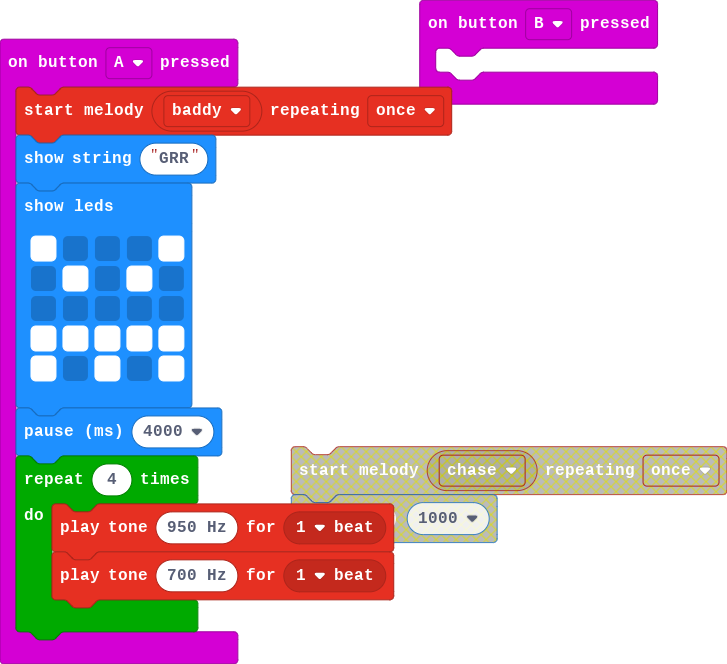 on button B pressed
on button A pressed
start melody baddy repeating once
show string "GRR"
show leds
pause (ms) 4000
repeat 4 times
start melody chase repeating once
do
1000
play tone 950 Hz for 1 beat
play tone 700 Hz for 1 beat